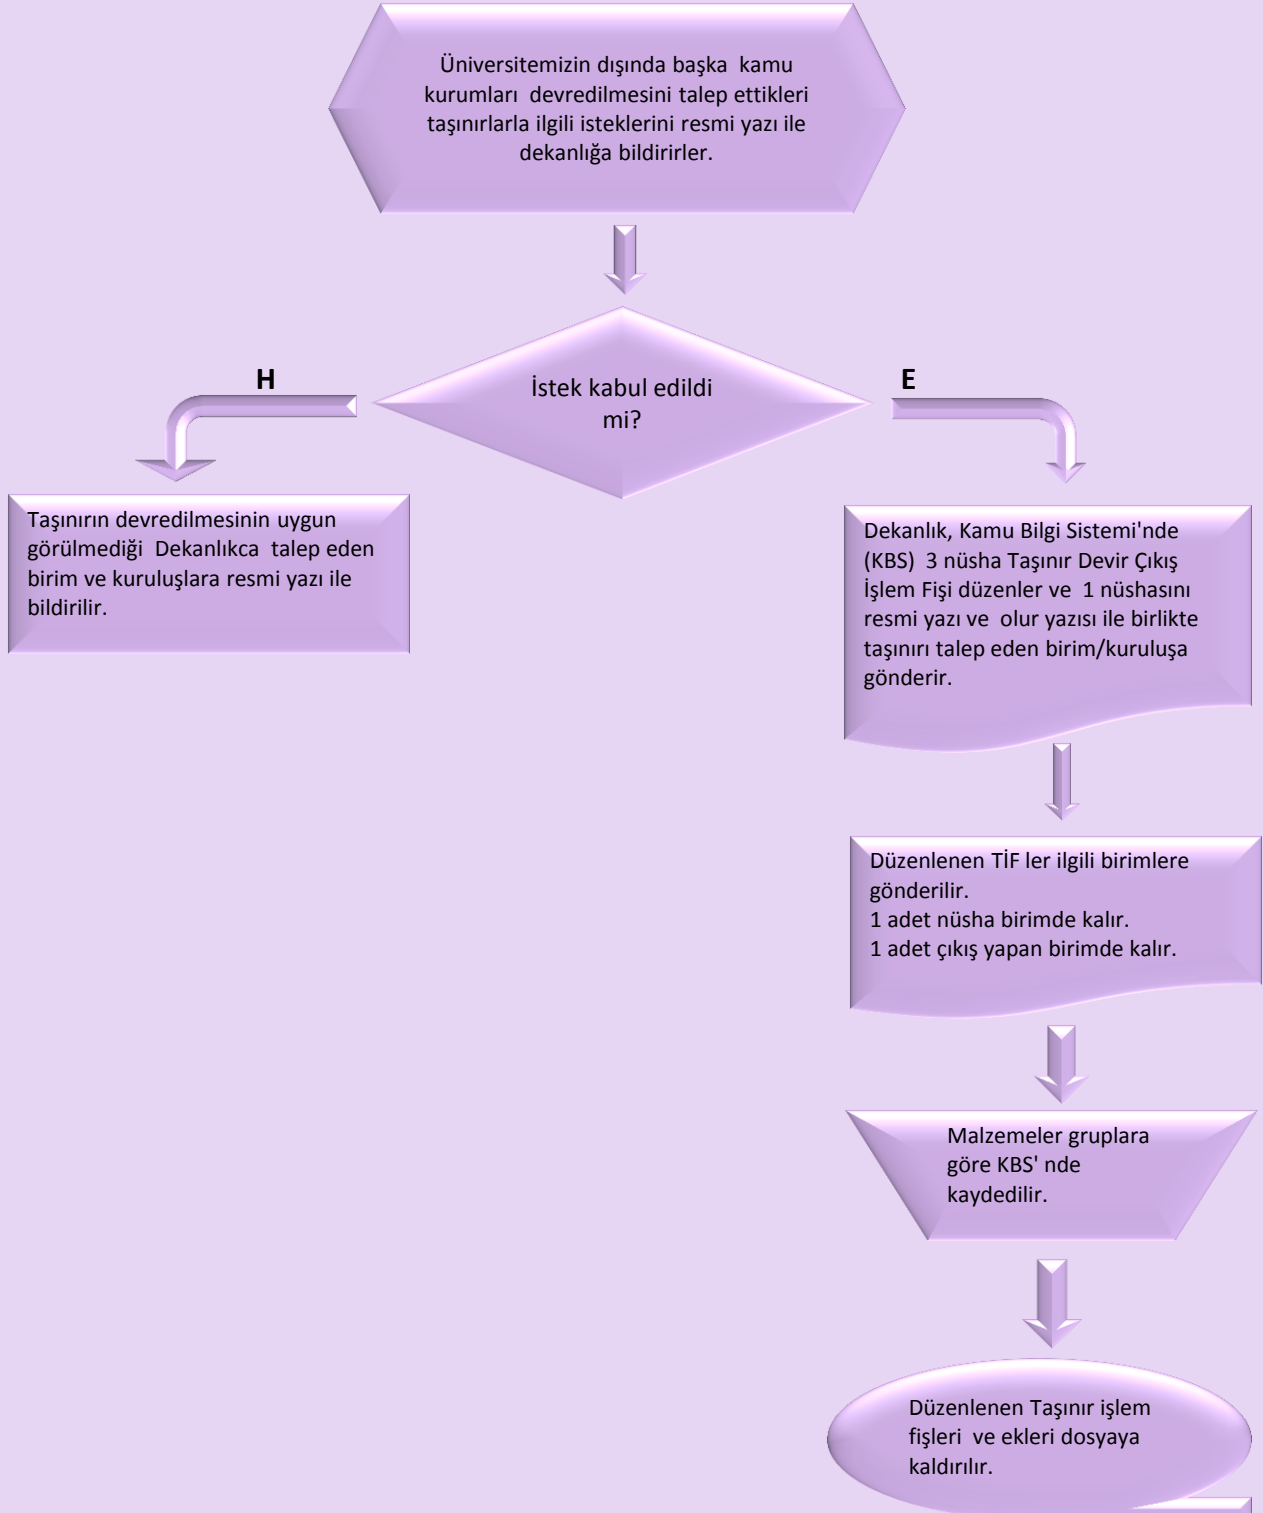 Üniversitemizin dışında başka kamu
kurumları devredilmesini talep ettikleri
taşınırlarla ilgili isteklerini resmi yazı ile
dekanlığa bildirirler.
H
İstek kabul edildi
mi?
E
Taşınırın devredilmesinin uygun
görülmediği Dekanlıkca talep eden
birim ve kuruluşlara resmi yazı ile
bildirilir.
Dekanlık, Kamu Bilgi Sistemi'nde
(KBS) 3 nüsha Taşınır Devir Çıkış
İşlem Fişi düzenler ve 1 nüshasını
resmi yazı ve olur yazısı ile birlikte
taşınırı talep eden birim/kuruluşa
gönderir.
Düzenlenen TİF ler ilgili birimlere
gönderilir.
1 adet nüsha birimde kalır.
1 adet çıkış yapan birimde kalır.
Malzemeler gruplara
göre KBS' nde
kaydedilir.
Düzenlenen Taşınır işlem
fişleri ve ekleri dosyaya
kaldırılır.